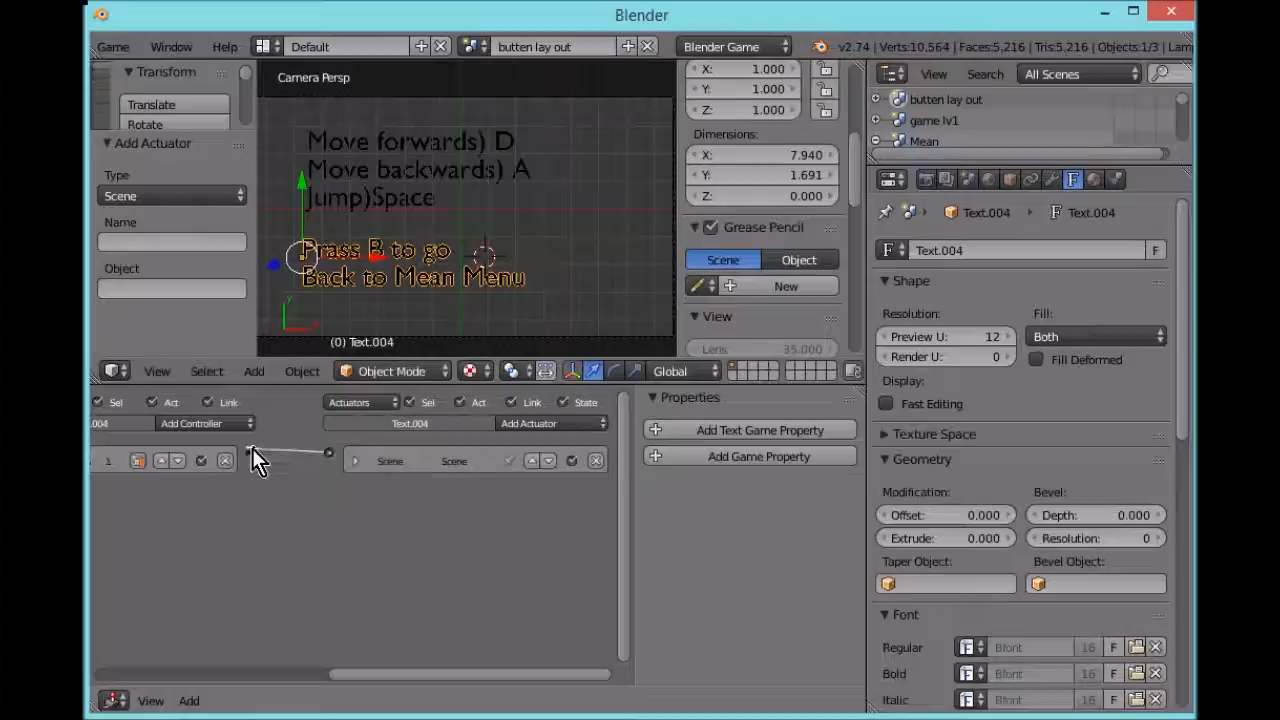 Blender
Game Window Help Default butten lay out Blender Game v2.74 | Verts:10,564 | Faces:5,216 | Tris:5,216 | Objects:1/3 | Lam
Transform
Translate
Rotate
Add Actuator
Type
Scene
Name
Object
Camera Persp
Move forwards) D
Move backwards) A
Jump)Space
Prass B to go
Back to Mean Menu
(0) Text.004
X: 1.000
Y: 1.000
Z: 1.000
Dimensions:
X: 7.940
Y: 1.691
Z: 0.000
Grease Pencil
Scene Object
New
View
Lens: 35.000
View Search All Scenes
butten lay out
game lv1
Mean
Text.004 Text.004
Text.004 F
Shape
Resolution: Fill:
Preview U: 12 Both
Render U: 0 Fill Deformed
Display:
Fast Editing
Texture Space
Geometry
Modification: Bevel:
Offset: 0.000 Depth: 0.000
Extrude: 0.000 Resolution: 0
Taper Object: Bevel Object:
Font
Regular Bfont 16 F
Bold Bfont 16 F
Italic Bfont 16 F
View Select Add Object Object Mode Global
Sel Act Link Actuators Sel Act Link State
.004 Add Controller Text.004 Add Actuator
1 Scene Scene
Properties
Add Text Game Property
Add Game Property
View Add